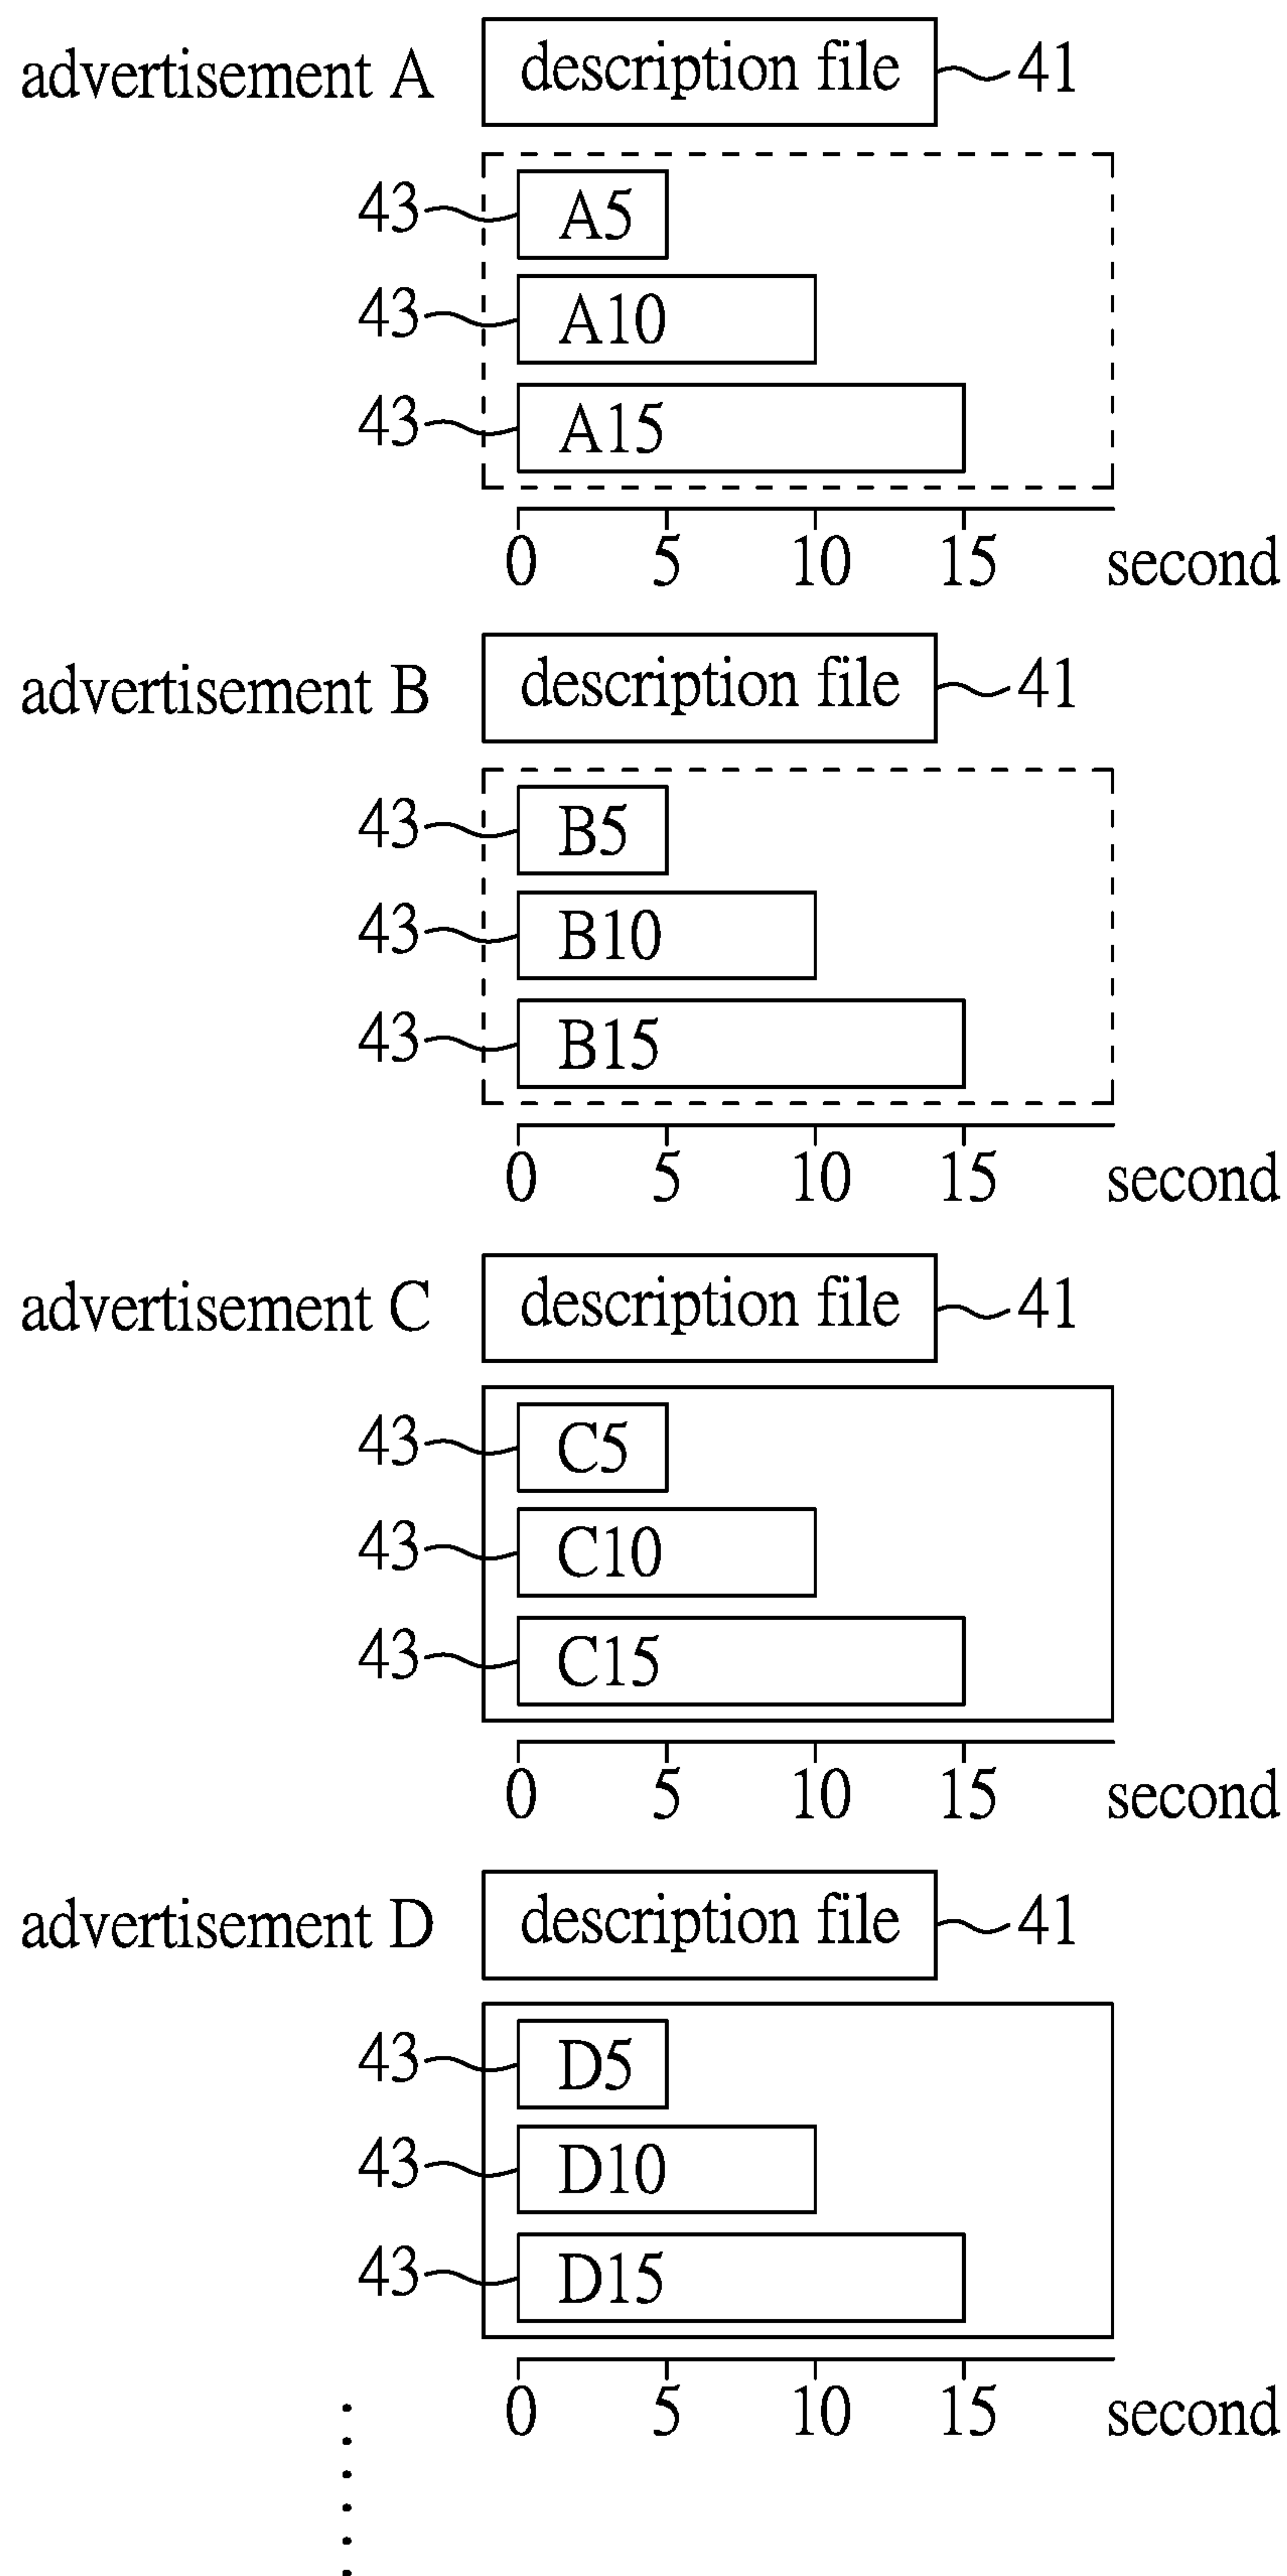 advertisement A description file 41
43 A5
43 A10
43 A15
0 5 10 15 second
advertisement B description file 41
43 B5
43 B10
43 B15
0 5 10 15 second
advertisement C description file 41
43 C5
43 C10
43 C15
0 5 10 15 second
advertisement D description file 41
43 D5
43 D10
43 D15
0 5 10 15 second